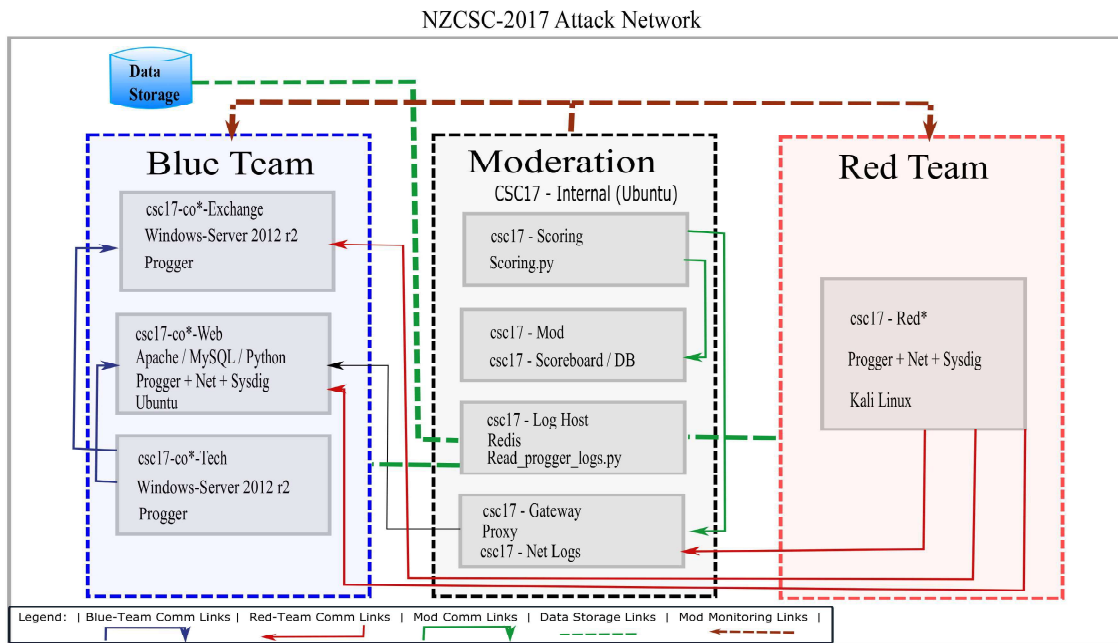 NZCSC-2017 Attack Network
Data
Storage
Blue Team
csc17-co*-Exchange
Windows-Server 2012 r2
Progger
csc17-co*-Web
Apache / MySQL / Python
Progger + Net + Sysdig
Ubuntu
csc17-co*-Tech
Windows-Server 2012 r2
Progger
Moderation
CSC17 - Internal (Ubuntu)
csc17 - Scoring
Scoring.py
csc17 - Mod
csc17 - Scoreboard / DB
csc17 - Log Host
Redis
Read_progger_logs.py
csc17 - Gateway
Proxy
csc17 - Net Logs
Red Team
csc17 - Red*
Progger + Net + Sysdig
Kali Linux
Legend: | Blue-Team Comm Links | Red-Team Comm Links | Mod Comm Links | Data Storage Links | Mod Monitoring Links |